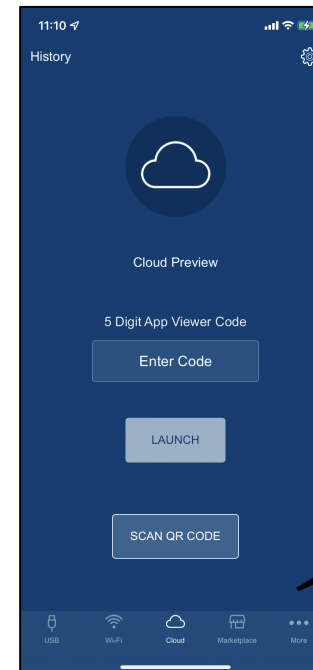 11:10
History
Cloud Preview
5 Digit App Viewer Code
Enter Code
LAUNCH
SCAN QR CODE
USB Wi-Fi Cloud Marketplace More